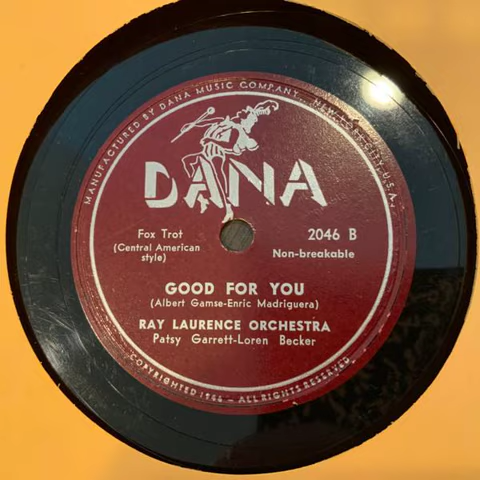 MANUFACTURED BY DANA MUSIC COMPANY, NEW YORK CITY, U.S.A.
DANA
Fox Trot
(Central American
style)
2046 B
Non-breakable
GOOD FOR YOU
(Albert Gamse-Enric Madriguera)
RAY LAURENCE ORCHESTRA
Patsy Garrett-Loren Becker
COPYRIGHTED - ALL RIGHTS RESERVED